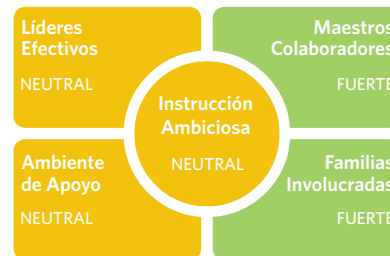 Líderes
Efectivos
NEUTRAL
Maestros
Colaboradores
FUERTE
Instrucción
Ambiciosa
NEUTRAL
Ambiente
de Apoyo
NEUTRAL
Familias
Involucradas
FUERTE